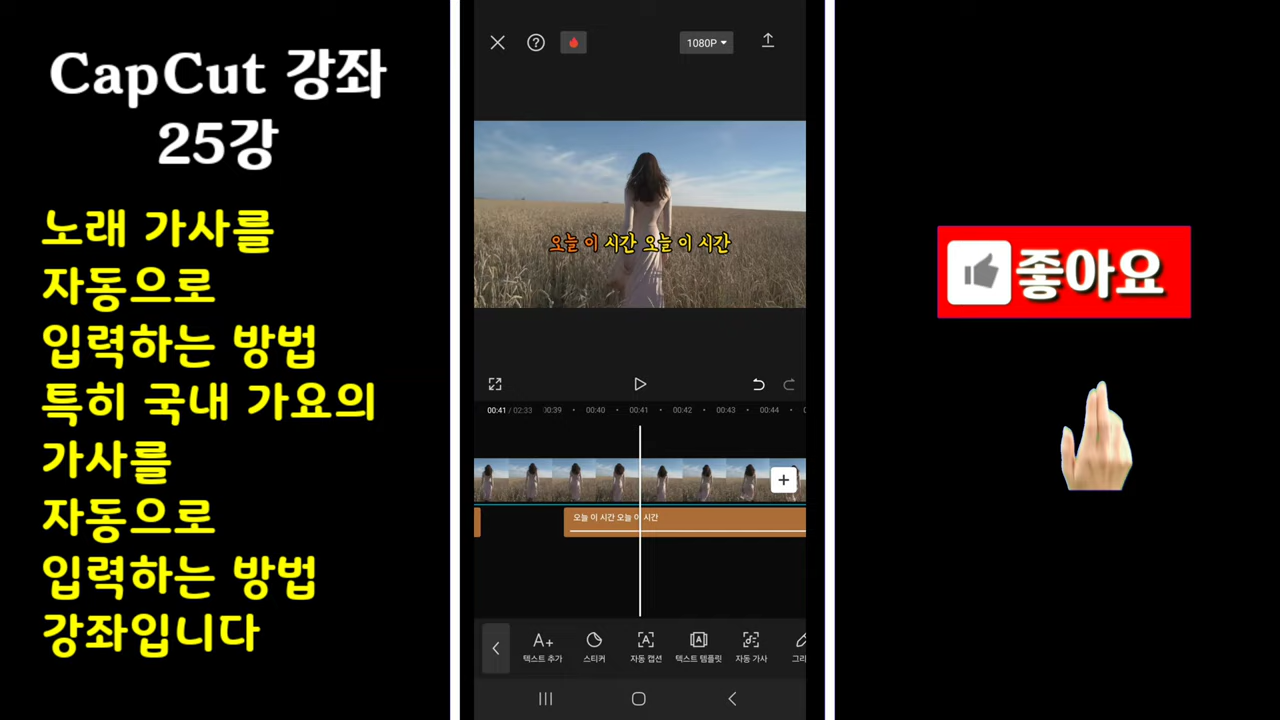 CapCut 강좌
25강
노래 가사를
자동으로
입력하는 방법
특히 국내 가요의
가사를
자동으로
입력하는 방법
강좌입니다
1080P
오늘 이 시간 오늘 이 시간
00:41 / 02:33 00:39 00:40 00:41 00:42 00:43 00:44
오늘 이 시간 오늘 이 시간
A+
텍스트 추가 스티커 자동 캡션 텍스트 템플릿 자동 가사
좋아요